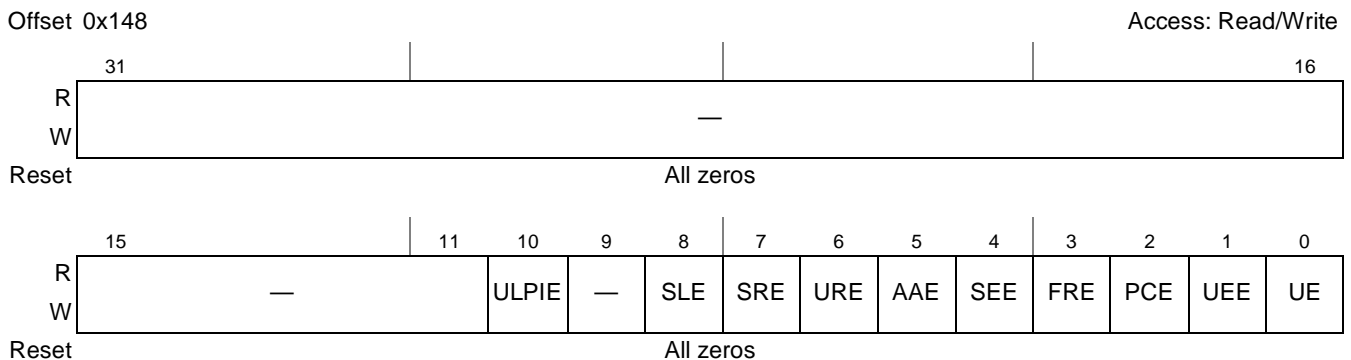 Offset 0x148 Access: Read/Write
31 16
R
—
W
Reset All zeros
15 11 10 9 8 7 6 5 4 3 2 1 0
R
— ULPIE — SLE SRE URE AAE SEE FRE PCE UEE UE
W
Reset All zeros